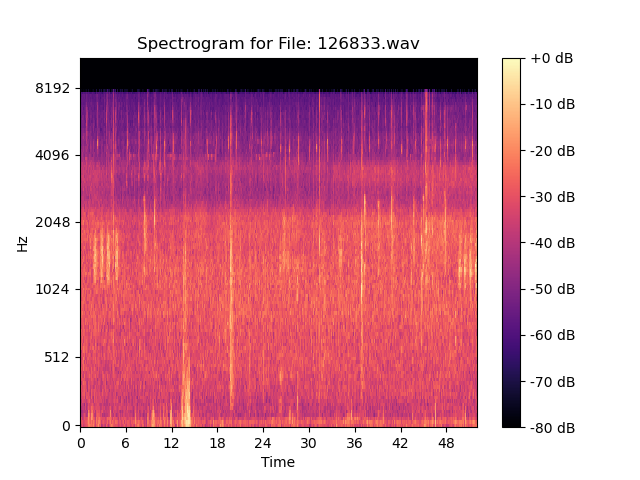 Spectrogram for File: 126833.wav
Hz
8192
4096
2048
1024
512
0
0 6 12 18 24 30 36 42 48
Time
+0 dB
-10 dB
-20 dB
-30 dB
-40 dB
-50 dB
-60 dB
-70 dB
-80 dB